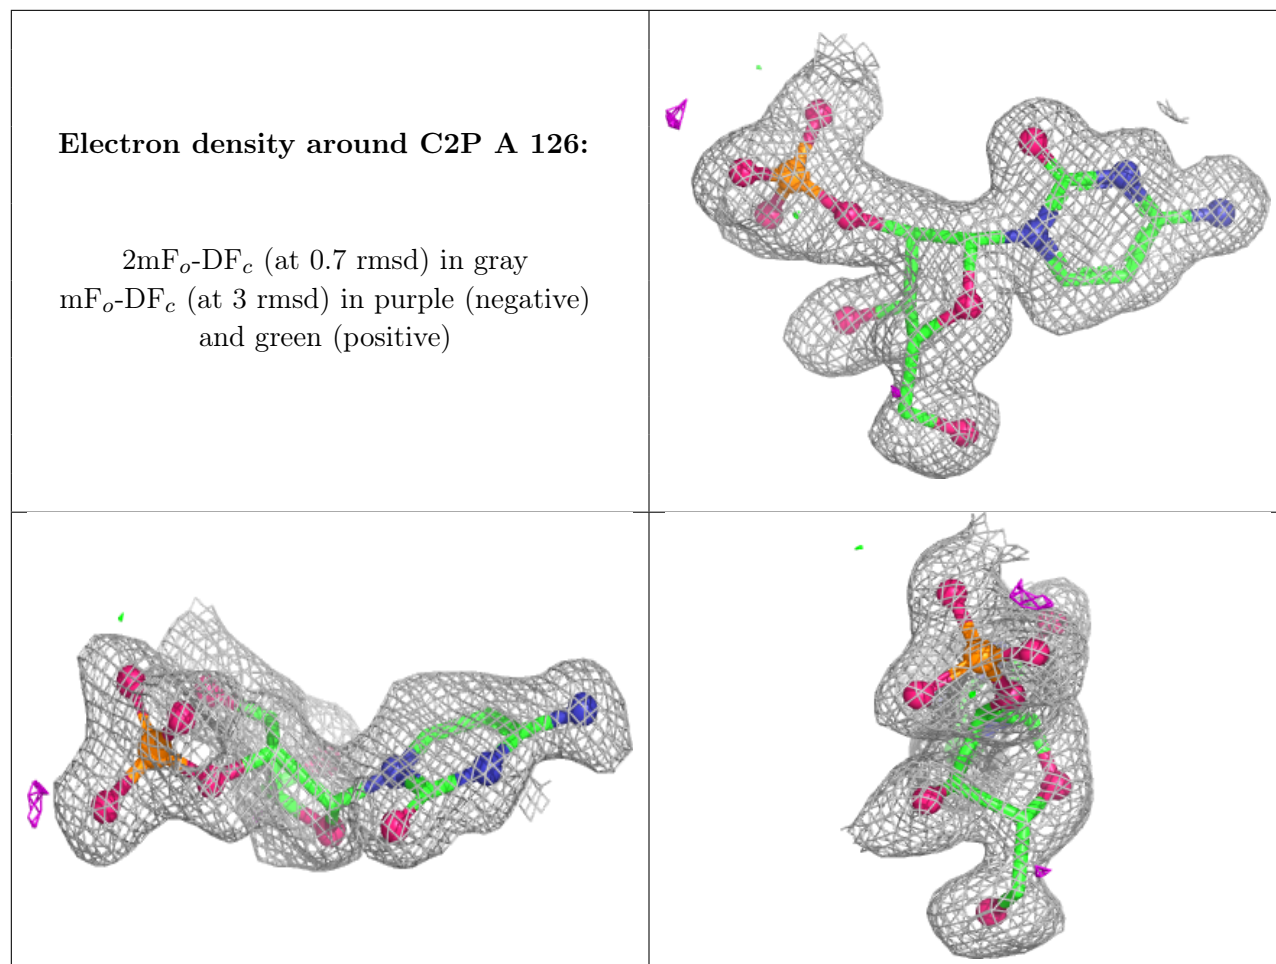 Electron density around C2P A 126:
2mFo-DFc (at 0.7 rmsd) in gray
mFo-DFc (at 3 rmsd) in purple (negative)
and green (positive)